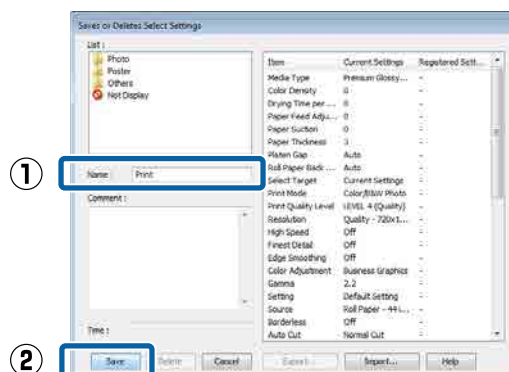 Saves or Deletes Select Settings
List :
Photo
Poster
Others
Not Display
① Name : Print
Comment :
Time :
Item Current Settings Registered Sett...
Media Type Premium Glossy... -
Color Density 0 -
Drying Time per ... 0 -
Paper Feed Adju... 0 -
Paper Suction 0 -
Paper Thickness 3 -
Platen Gap Auto -
Roll Paper Back ... Auto -
Select Target Current Settings -
Print Mode Color/B&W Photo -
Print Quality Level LEVEL 4 (Quality) -
Resolution Quality - 720x1... -
High Speed Off -
Finest Detail Off -
Edge Smoothing Off -
Color Adjustment Business Graphics -
Gamma 2.2 -
Setting Default Setting -
Source Roll Paper - 44 i... -
Borderless Off -
Auto Cut Normal Cut -
② Save Delete Cancel Export... Import... Help